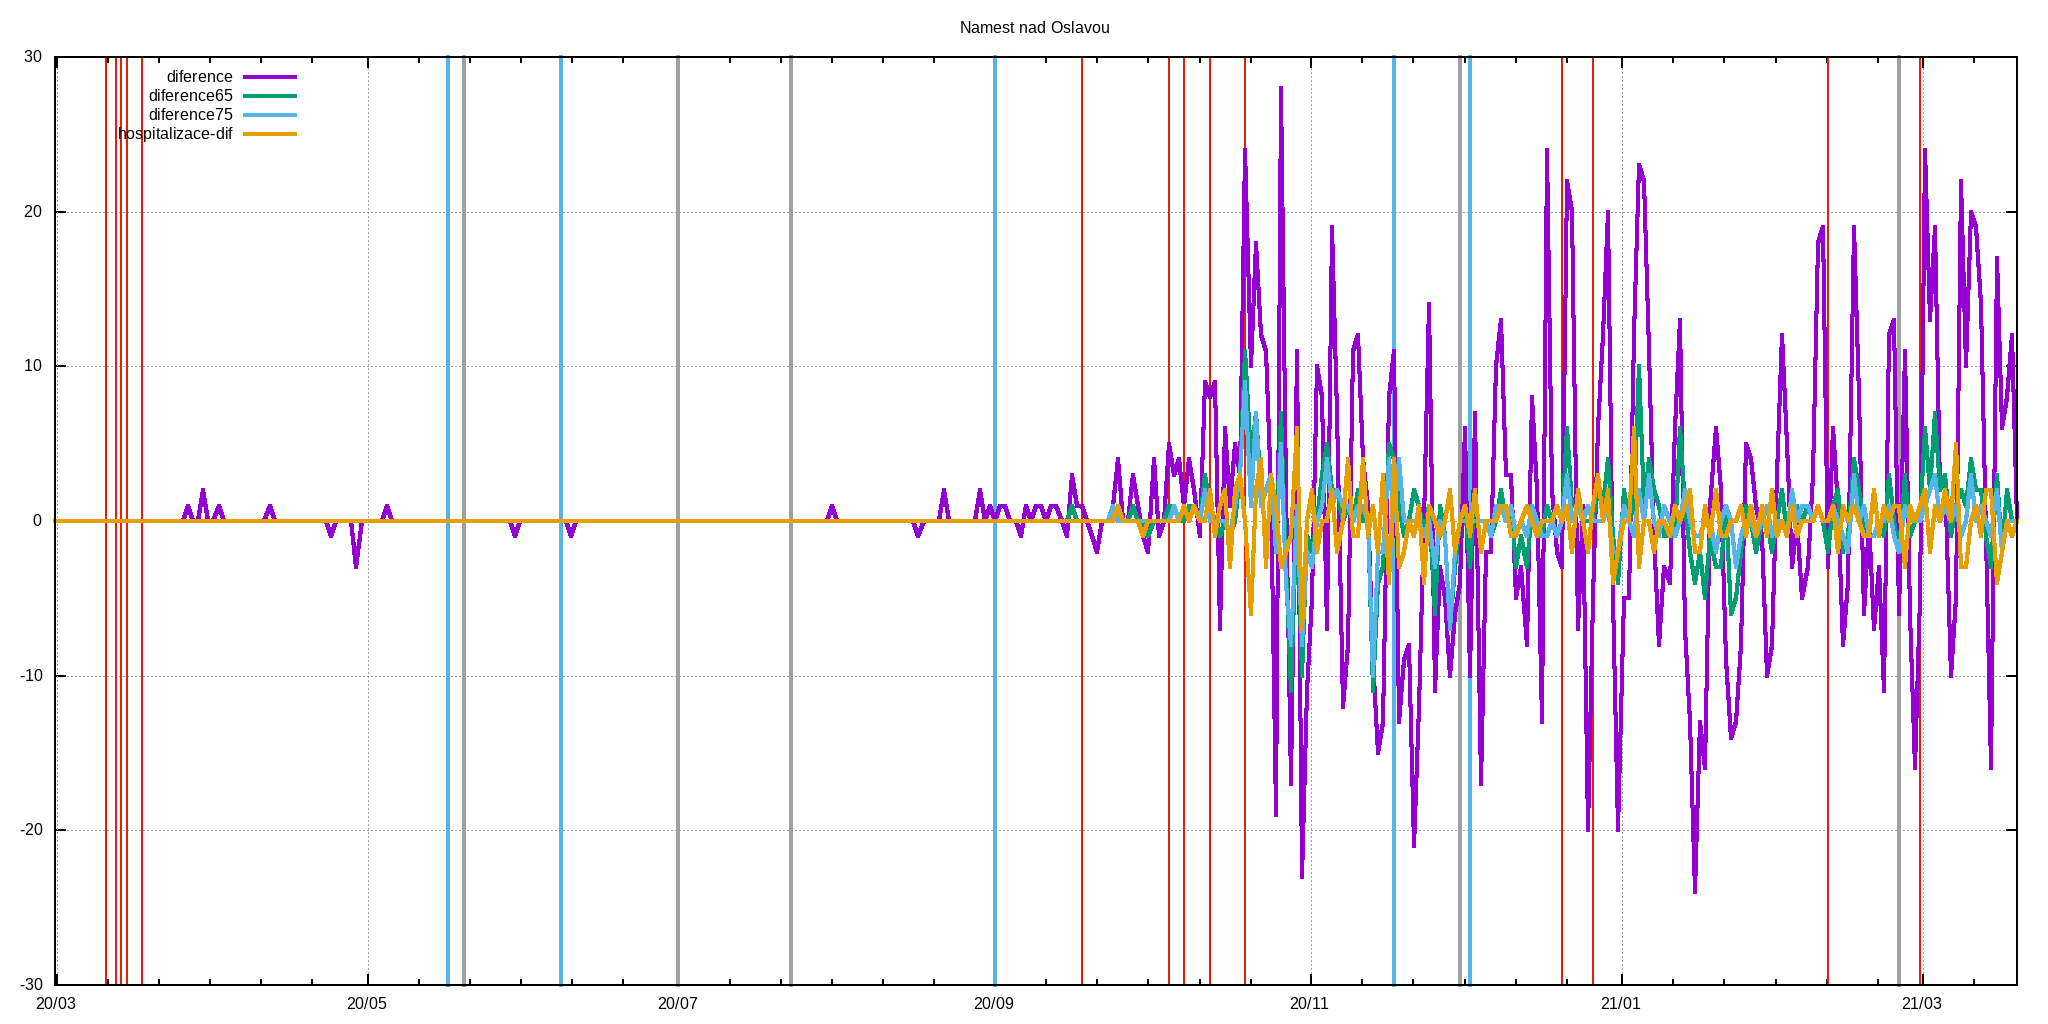 Namest nad Oslavou
30
20
10
0
-10
-20
-30
diference
diference65
diference75
hospitalizace-dif
20/03 20/05 20/07 20/09 20/11 21/01 21/03